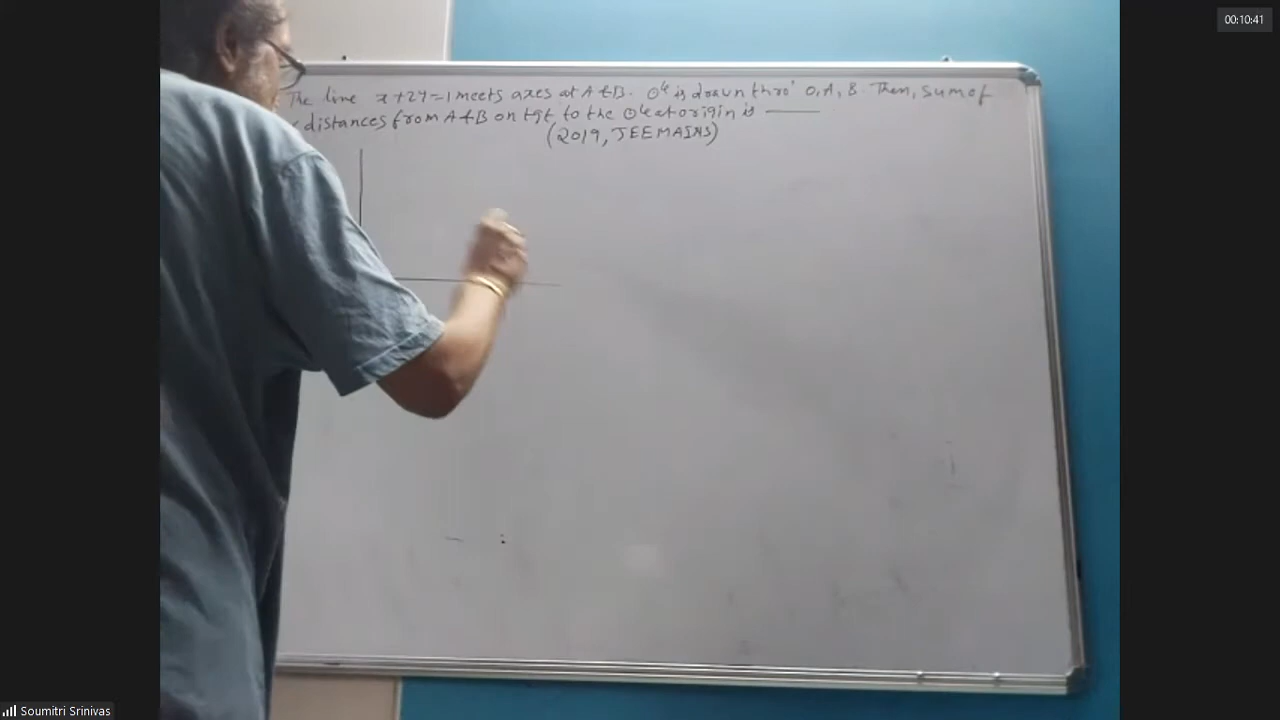 00:10:41
The line x+2y=1 meets axes at A & B. ⊙le is drawn thro' O, A, B. Then, sum of
distances from A & B on tgt to the ⊙le at origin is ———
(2019, JEE MAINS)
Soumitri Srinivas